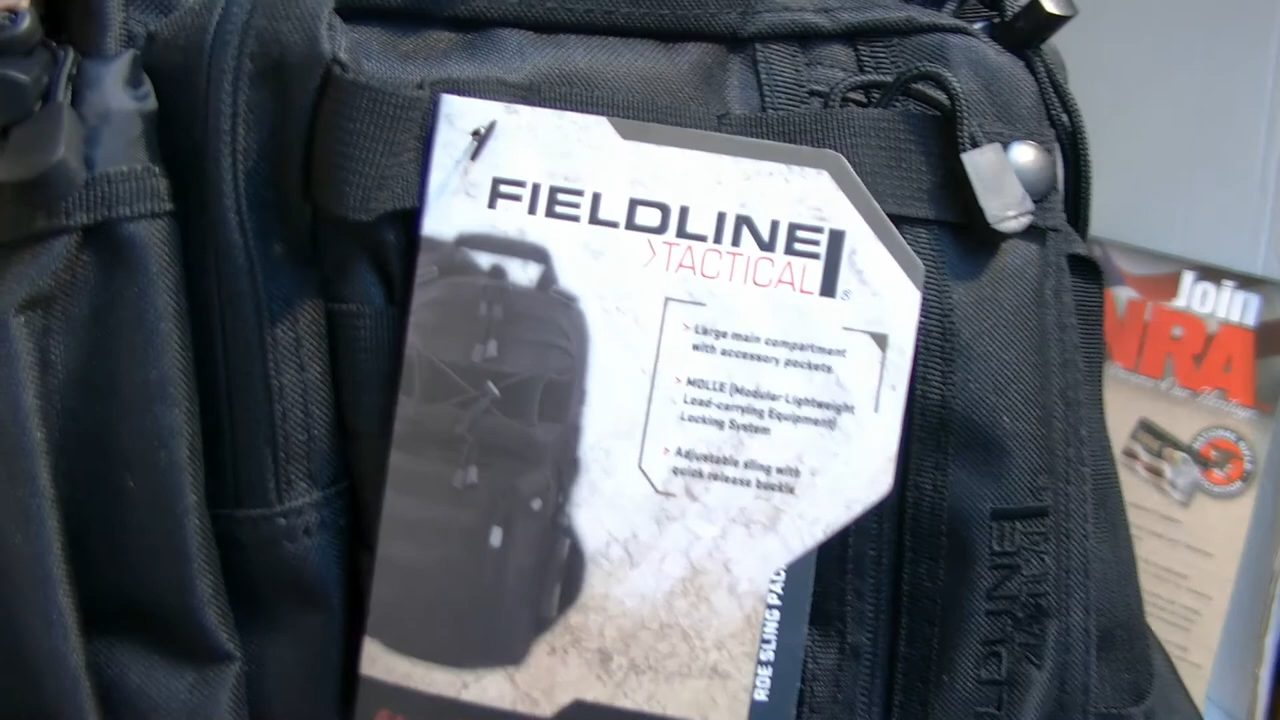 FIELDLINE
>TACTICAL
®
> Large main compartment
with accessory pockets
> MOLLE (Modular Lightweight
Load-carrying Equipment)
Locking System
> Adjustable sling with
quick release buckle
ROE SLING PACK
Join
NRA